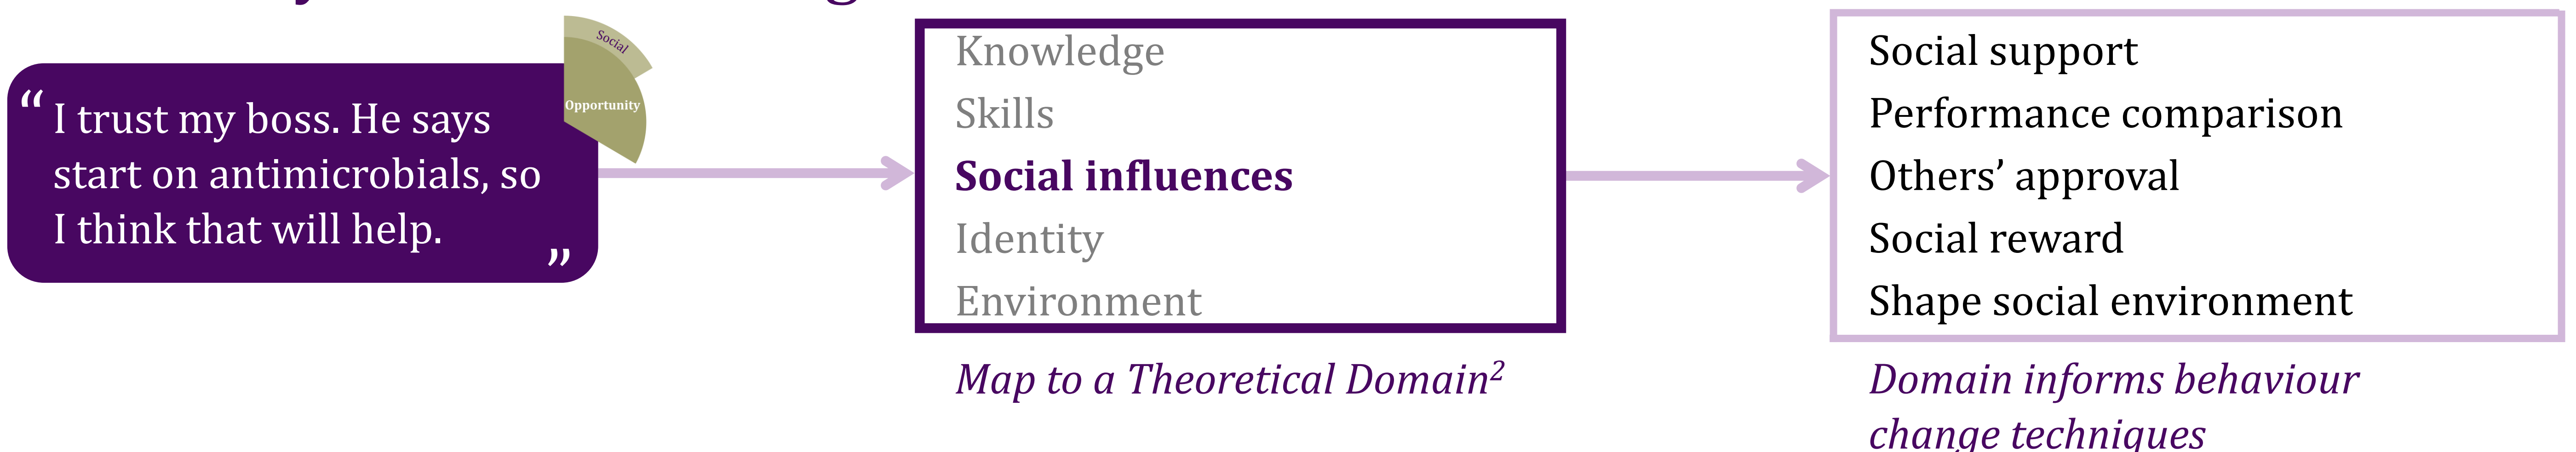 Social
Opportunity
“ I trust my boss. He says
start on antimicrobials, so
I think that will help. ”
Knowledge
Skills
Social influences
Identity
Environment
Map to a Theoretical Domain²
Social support
Performance comparison
Others’ approval
Social reward
Shape social environment
Domain informs behaviour
change techniques